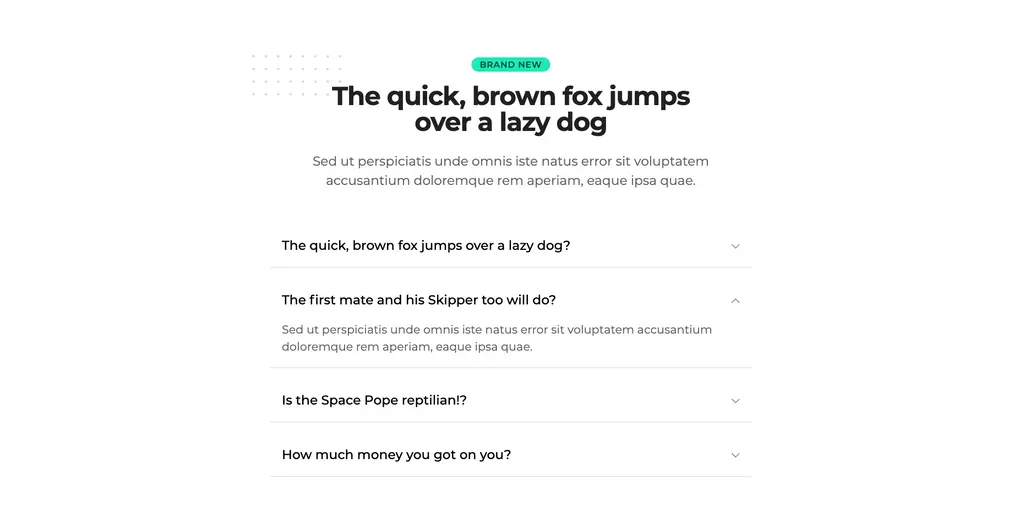 BRAND NEW
The quick, brown fox jumps
over a lazy dog
Sed ut perspiciatis unde omnis iste natus error sit voluptatem
accusantium doloremque rem aperiam, eaque ipsa quae.
The quick, brown fox jumps over a lazy dog?
The first mate and his Skipper too will do?
Sed ut perspiciatis unde omnis iste natus error sit voluptatem accusantium
doloremque rem aperiam, eaque ipsa quae.
Is the Space Pope reptilian!?
How much money you got on you?